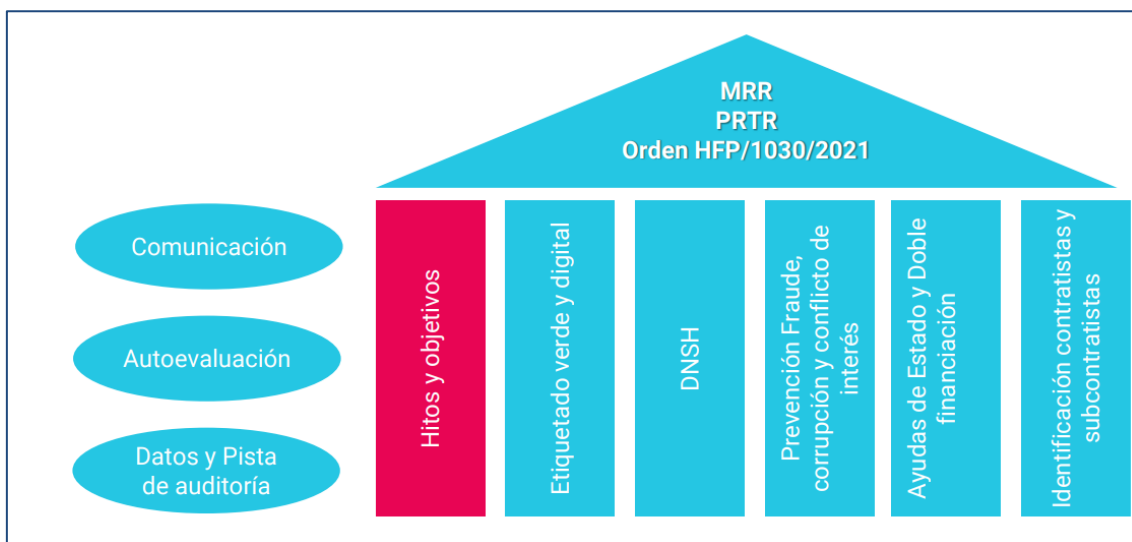 MRR
PRTR
Orden HFP/1030/2021
Comunicación
Autoevaluación
Datos y Pista
de auditoría
Hitos y objetivos
Etiquetado verde y digital
DNSH
Prevención Fraude,
corrupción y conflicto de
interés
Ayudas de Estado y Doble
financiación
Identificación contratistas y
subcontratistas